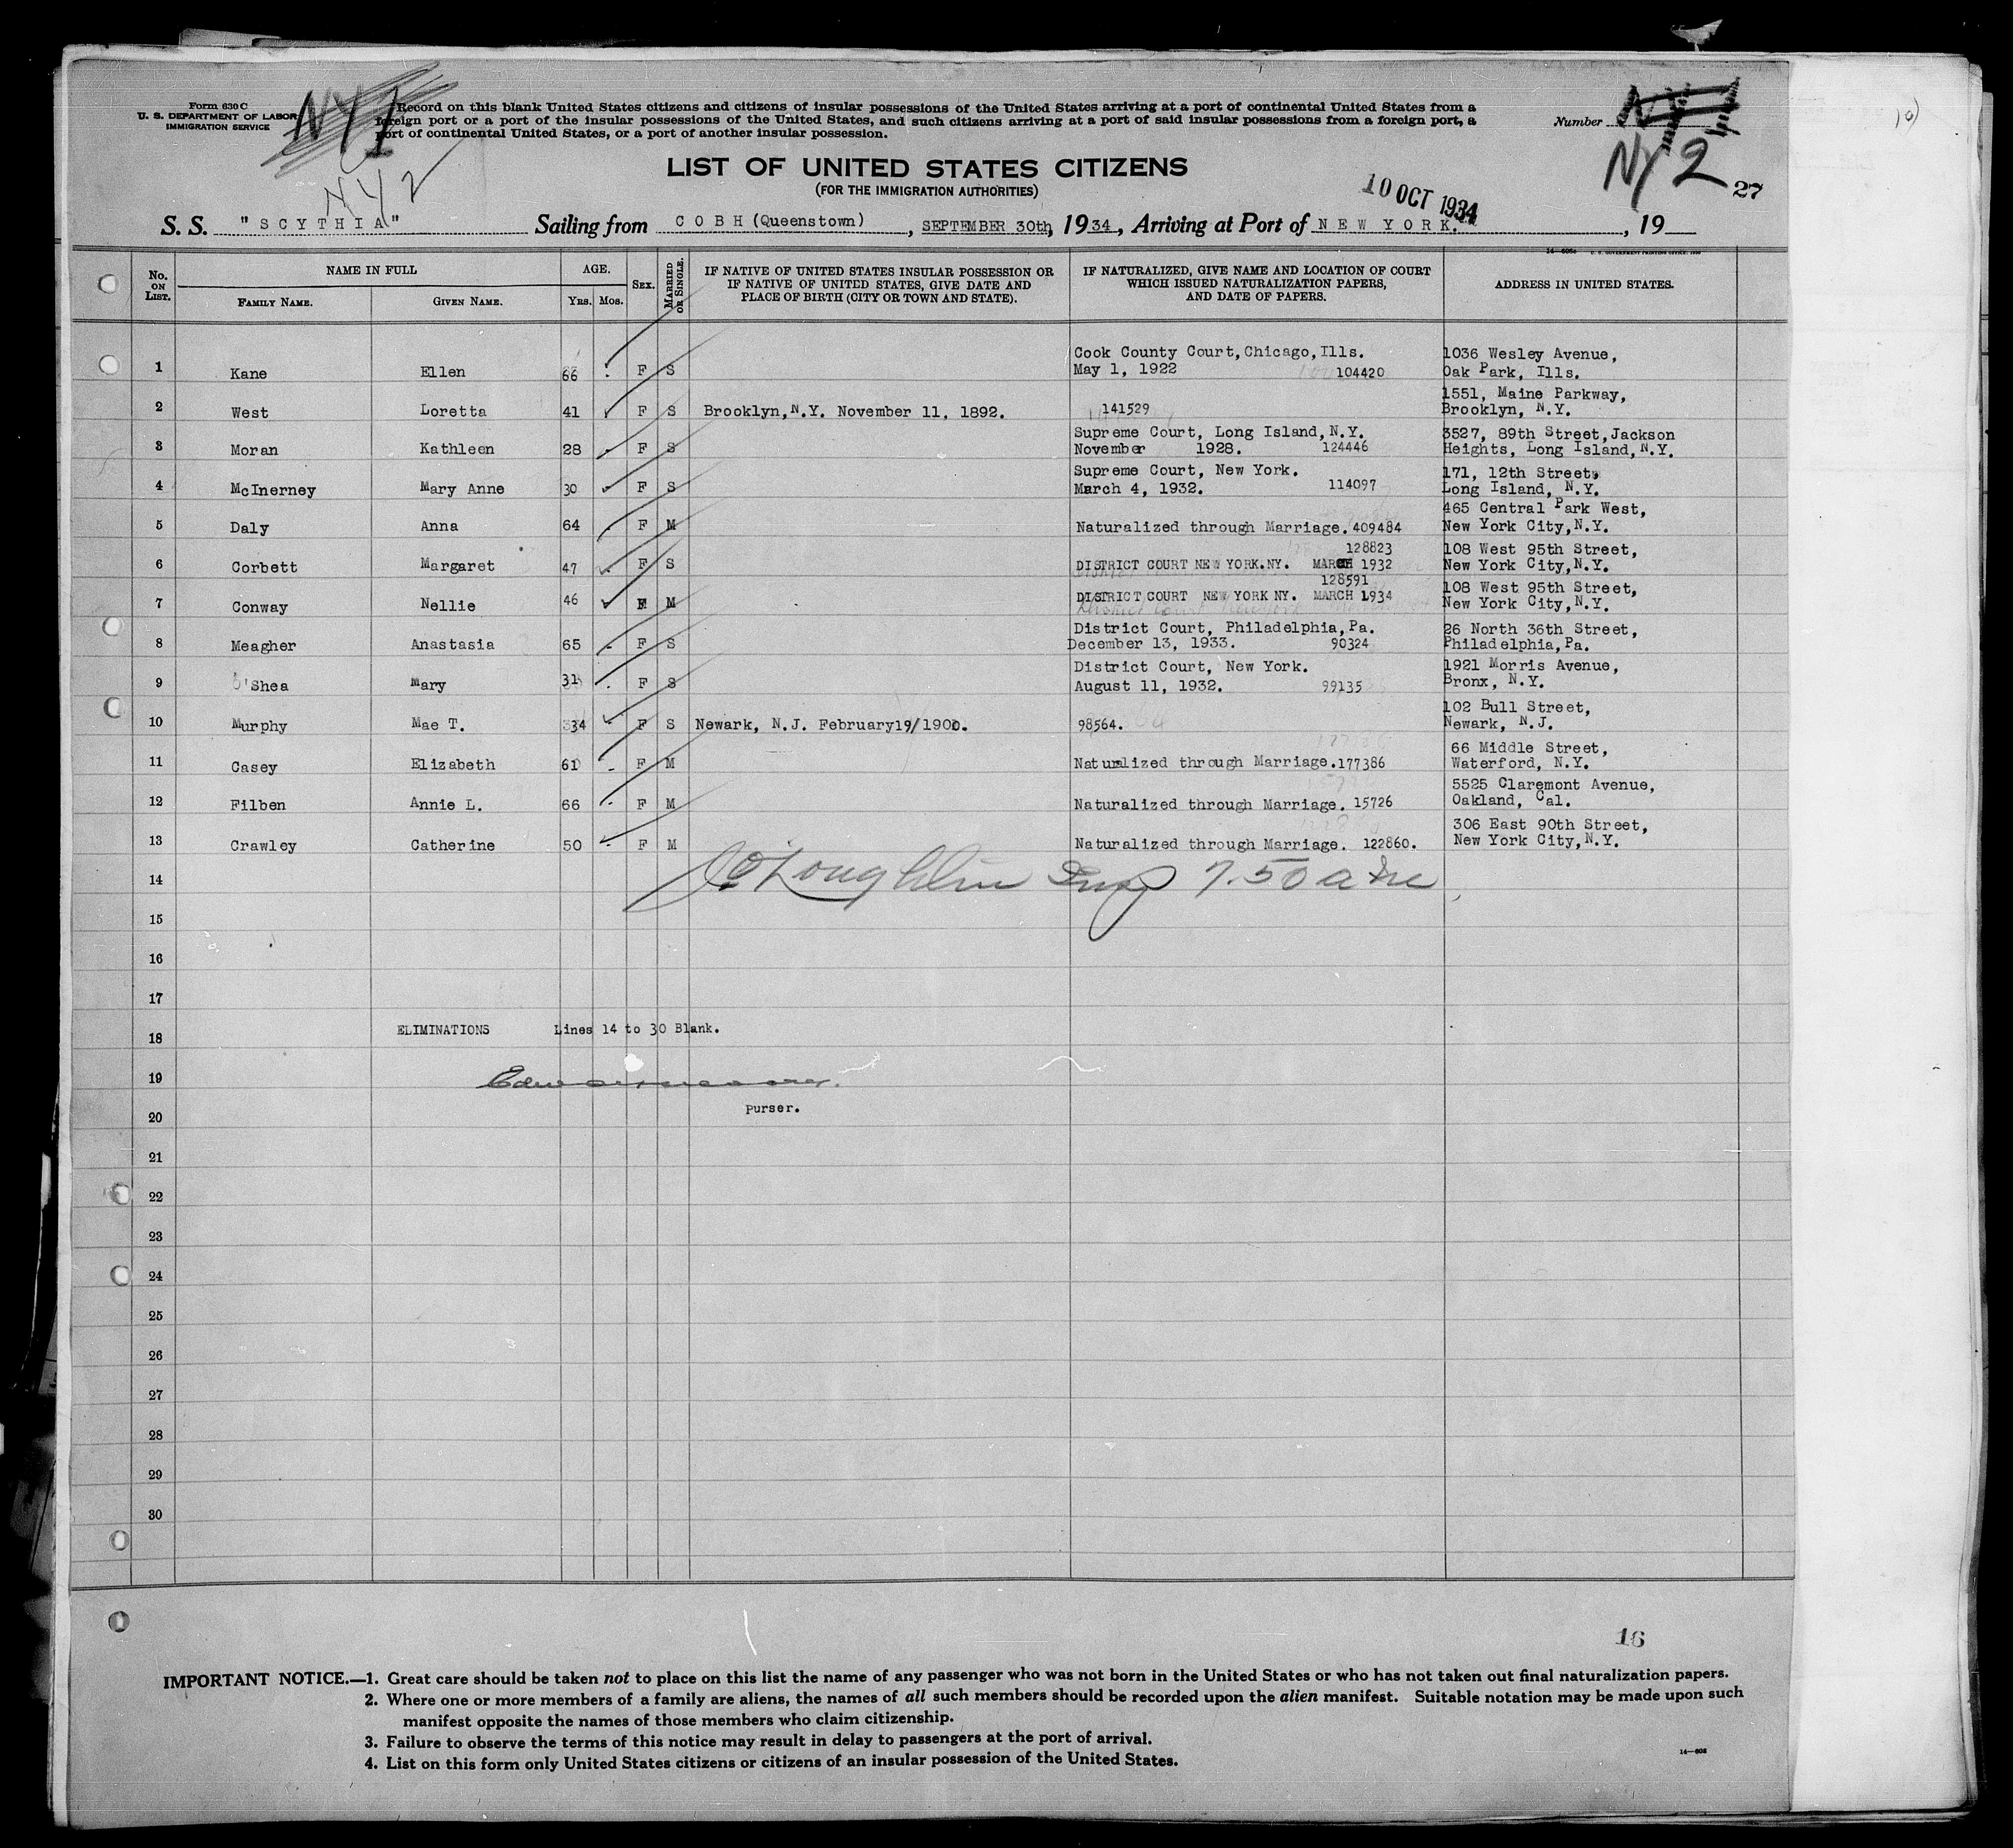 Form 630 C
U. S. DEPARTMENT OF LABOR
IMMIGRATION SERVICE
NY 1
NY 2
Record on this blank United States citizens and citizens of insular possessions of the United States arriving at a port of continental United States from a
foreign port or a port of the insular possessions of the United States, and such citizens arriving at a port of said insular possessions from a foreign port, a
port of continental United States, or a port of another insular possession.
Number
NY 2
27
LIST OF UNITED STATES CITIZENS
(FOR THE IMMIGRATION AUTHORITIES)
10 OCT 1934
S. S. "SCYTHIA" Sailing from COBH (Queenstown), SEPTEMBER 30th, 1934, Arriving at Port of NEW YORK., 19
No. ON LIST. NAME IN FULL FAMILY NAME. GIVEN NAME. AGE. YRS. MOS. SEX. MARRIED OR SINGLE. IF NATIVE OF UNITED STATES INSULAR POSSESSION OR IF NATIVE OF UNITED STATES, GIVE DATE AND PLACE OF BIRTH (CITY OR TOWN AND STATE). IF NATURALIZED, GIVE NAME AND LOCATION OF COURT WHICH ISSUED NATURALIZATION PAPERS, AND DATE OF PAPERS. ADDRESS IN UNITED STATES.
Cook County Court, Chicago, Ills. 1036 Wesley Avenue,
1 Kane Ellen 66 F S May 1, 1922 104420 Oak Park, Ills.
1551, Maine Parkway,
2 West Loretta 41 F S Brooklyn, N.Y. November 11, 1892. 141529 Brooklyn, N.Y.
Supreme Court, Long Island, N.Y. 3527, 89th Street, Jackson
3 Moran Kathleen 28 F S November 1928. 124446 Heights, Long Island, N.Y.
Supreme Court, New York. 171, 12th Street,
4 McInerney Mary Anne 30 F S March 4, 1932. 114097 Long Island, N.Y.
465 Central Park West,
5 Daly Anna 64 F M Naturalized through Marriage. 409484 New York City, N.Y.
128823 108 West 95th Street,
6 Corbett Margaret 47 F S DISTRICT COURT NEW YORK. NY. MARCH 1932 New York City, N.Y.
128591 108 West 95th Street,
7 Conway Nellie 46 F M DISTRICT COURT NEW YORK NY. MARCH 1934 New York City, N.Y.
District Court, Philadelphia, Pa. 26 North 36th Street,
8 Meagher Anastasia 65 F S December 13, 1933. 90324 Philadelphia, Pa.
District Court, New York. 1921 Morris Avenue,
9 O'Shea Mary 31 F S August 11, 1932. 99135 Bronx, N.Y.
102 Bull Street,
10 Murphy Mae T. 34 F S Newark, N.J. February 19/1900. 98564. Newark, N.J.
66 Middle Street,
11 Casey Elizabeth 61 F M Naturalized through Marriage. 177386 Waterford, N.Y.
5525 Claremont Avenue,
12 Filben Annie L. 66 F M Naturalized through Marriage. 15726 Oakland, Cal.
306 East 90th Street,
13 Crawley Catherine 50 F M Naturalized through Marriage. 122860. New York City, N.Y.
14 O'Loughlin Insp 7.50 a
15
16
17
18 ELIMINATIONS Lines 14 to 30 Blank.
19
20 Purser.
21
22
23
24
25
26
27
28
29
30
16
IMPORTANT NOTICE.—1. Great care should be taken not to place on this list the name of any passenger who was not born in the United States or who has not taken out final naturalization papers.
2. Where one or more members of a family are aliens, the names of all such members should be recorded upon the alien manifest. Suitable notation may be made upon such
manifest opposite the names of those members who claim citizenship.
3. Failure to observe the terms of this notice may result in delay to passengers at the port of arrival.
4. List on this form only United States citizens or citizens of an insular possession of the United States.